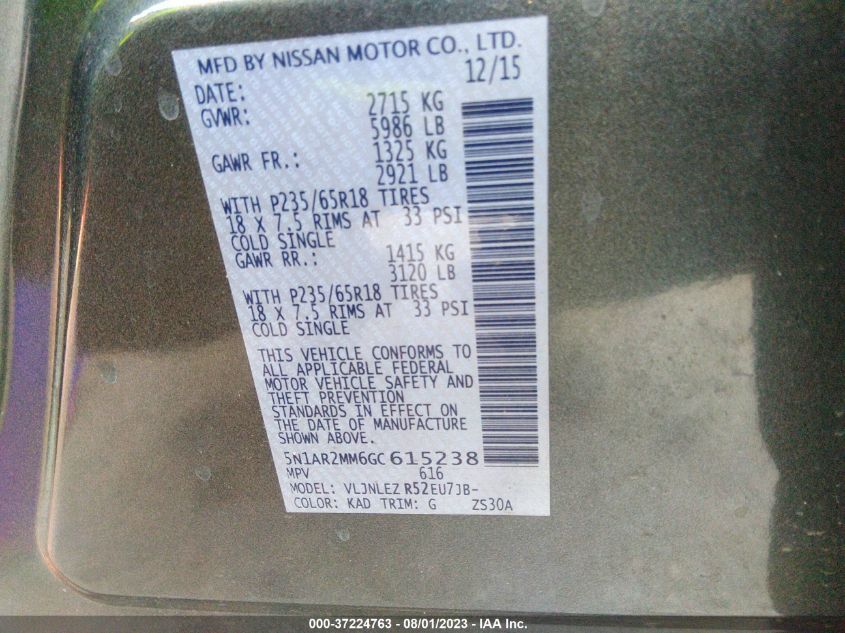 MFD BY NISSAN MOTOR CO., LTD.
DATE: 12/15
GVWR: 2715 KG
5986 LB
GAWR FR.: 1325 KG
2921 LB
WITH P235/65R18 TIRES
18 X 7.5 RIMS AT 33 PSI
COLD SINGLE
GAWR RR.: 1415 KG
3120 LB
WITH P235/65R18 TIRES
18 X 7.5 RIMS AT 33 PSI
COLD SINGLE
THIS VEHICLE CONFORMS TO
ALL APPLICABLE FEDERAL
MOTOR VEHICLE SAFETY AND
THEFT PREVENTION
STANDARDS IN EFFECT ON
THE DATE OF MANUFACTURE
SHOWN ABOVE.
5N1AR2MM6GC615238
MPV 616
MODEL: VLJNLEZ R52EU7JB-
COLOR: KAD TRIM: G ZS30A
000-37224763 - 08/01/2023 - IAA Inc.